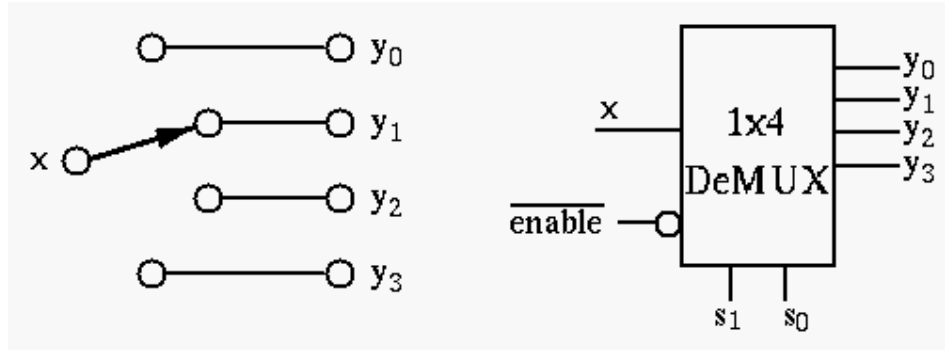 y₀
y₁
x
y₂
y₃
x
1x4
DeMUX
y₀
y₁
y₂
y₃
enable
s₁ s₀